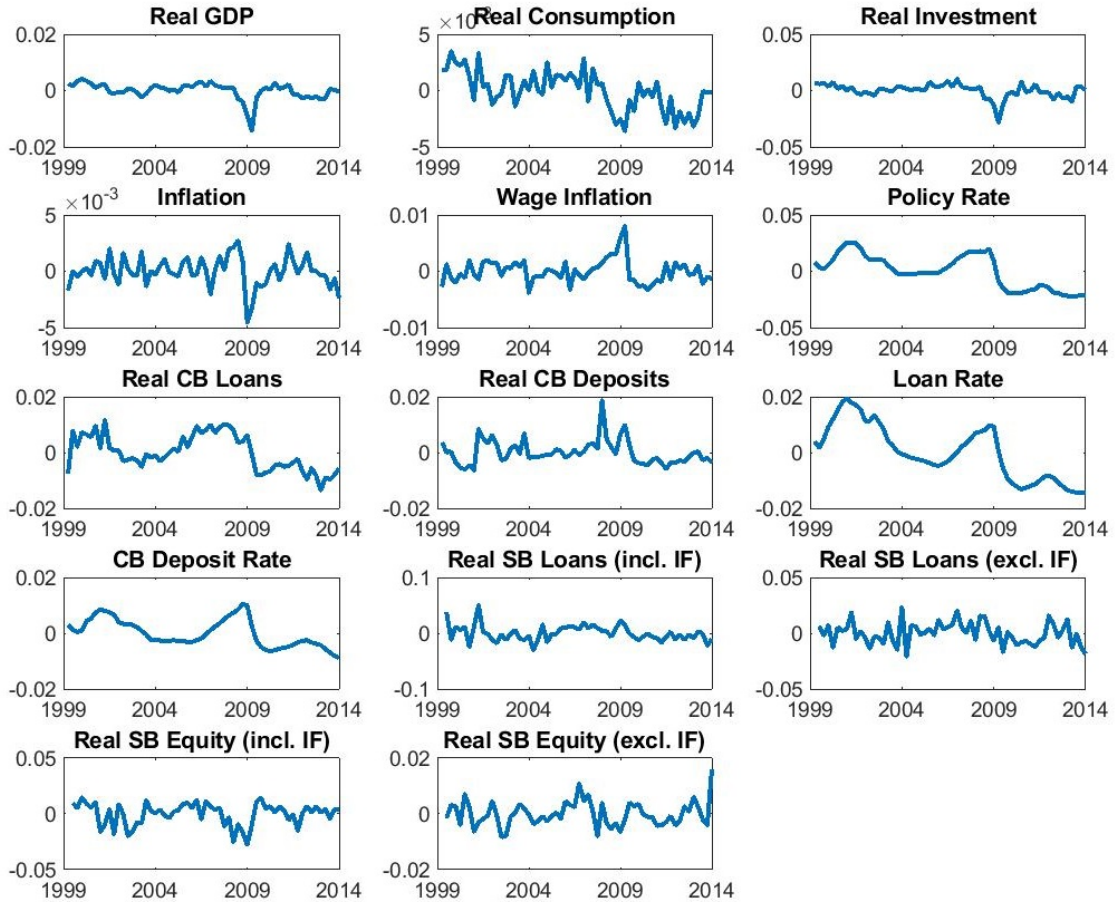 Real GDP
0.02
0
-0.02
1999 2004 2009 2014
Real Consumption
5 ×10
0
-5
1999 2004 2009 2014
Real Investment
0.05
0
-0.05
1999 2004 2009 2014
Inflation
5 ×10-3
0
-5
1999 2004 2009 2014
Wage Inflation
0.01
0
-0.01
1999 2004 2009 2014
Policy Rate
0.05
0
-0.05
1999 2004 2009 2014
Real CB Loans
0.02
0
-0.02
1999 2004 2009 2014
Real CB Deposits
0.02
0
-0.02
1999 2004 2009 2014
Loan Rate
0.02
0
-0.02
1999 2004 2009 2014
CB Deposit Rate
0.02
0
-0.02
1999 2004 2009 2014
Real SB Loans (incl. IF)
0.1
0
-0.1
1999 2004 2009 2014
Real SB Loans (excl. IF)
0.05
0
-0.05
1999 2004 2009 2014
Real SB Equity (incl. IF)
0.05
0
-0.05
1999 2004 2009 2014
Real SB Equity (excl. IF)
0.02
0
-0.02
1999 2004 2009 2014